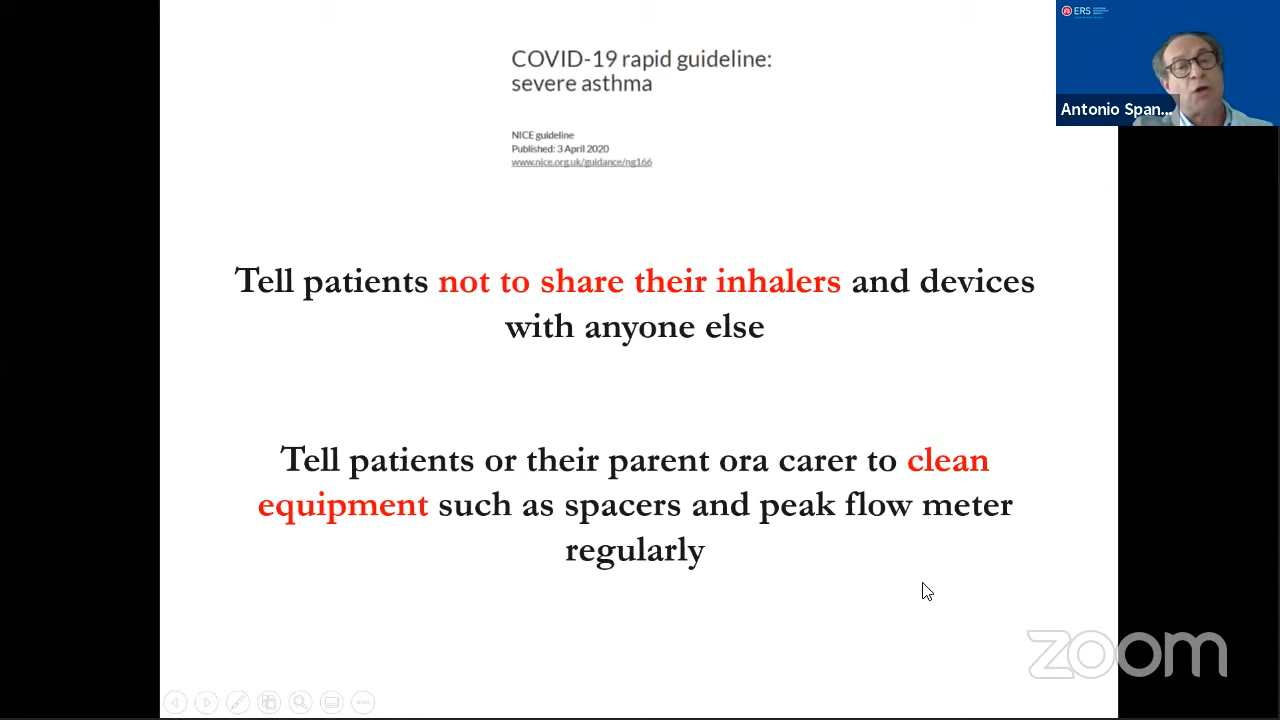 COVID-19 rapid guideline:
severe asthma
NICE guideline
Published: 3 April 2020
www.nice.org.uk/guidance/ng166
Tell patients not to share their inhalers and devices
with anyone else
Tell patients or their parent ora carer to clean
equipment such as spacers and peak flow meter
regularly
ERS
Antonio Span...
zoom